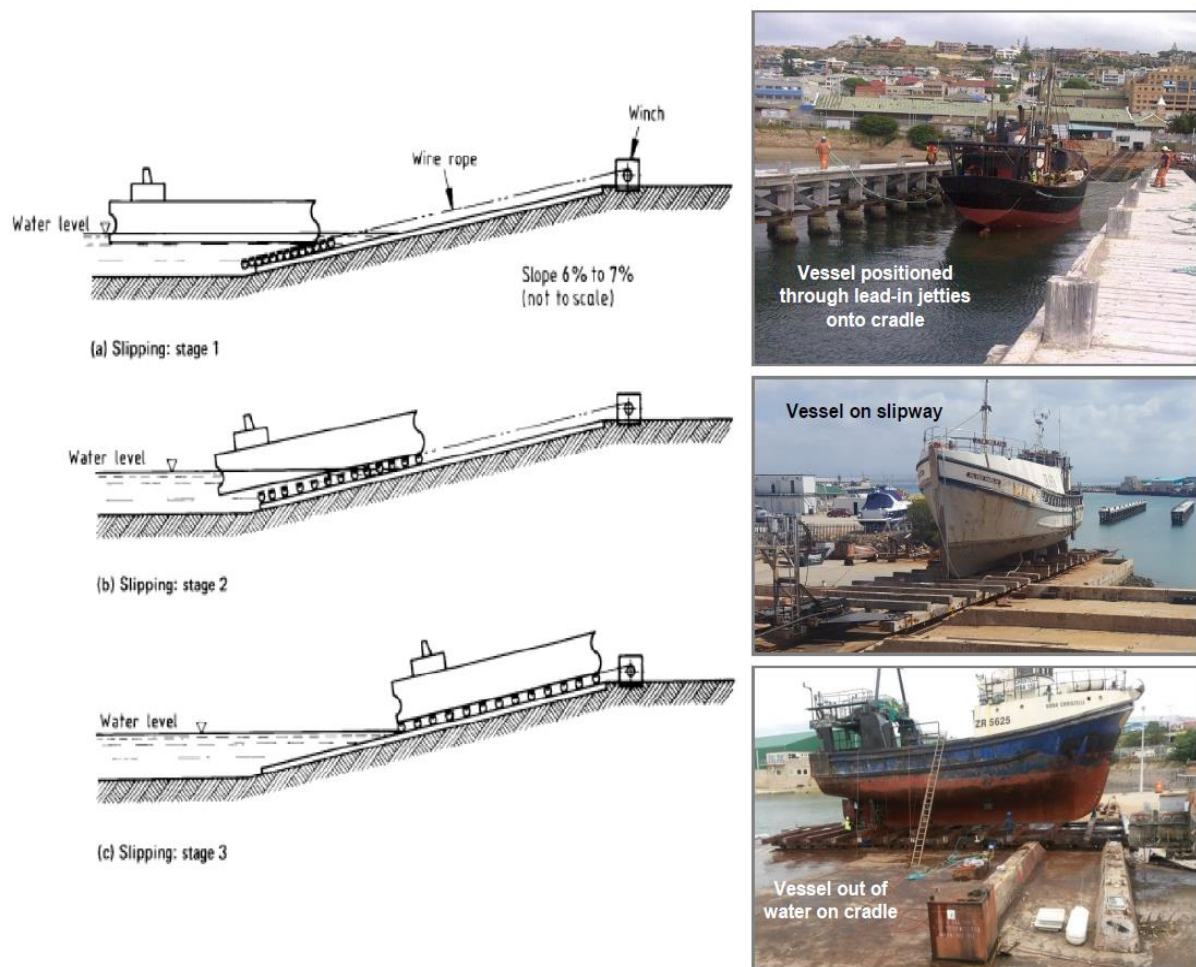 Winch
Wire rope
Water level
Slope 6% to 7%
(not to scale)
(a) Slipping: stage 1
Water level
(b) Slipping: stage 2
Water level
(c) Slipping: stage 3
Vessel positioned
through lead-in jetties
onto cradle
Vessel on slipway
ZR 5625
Vessel out of
water on cradle